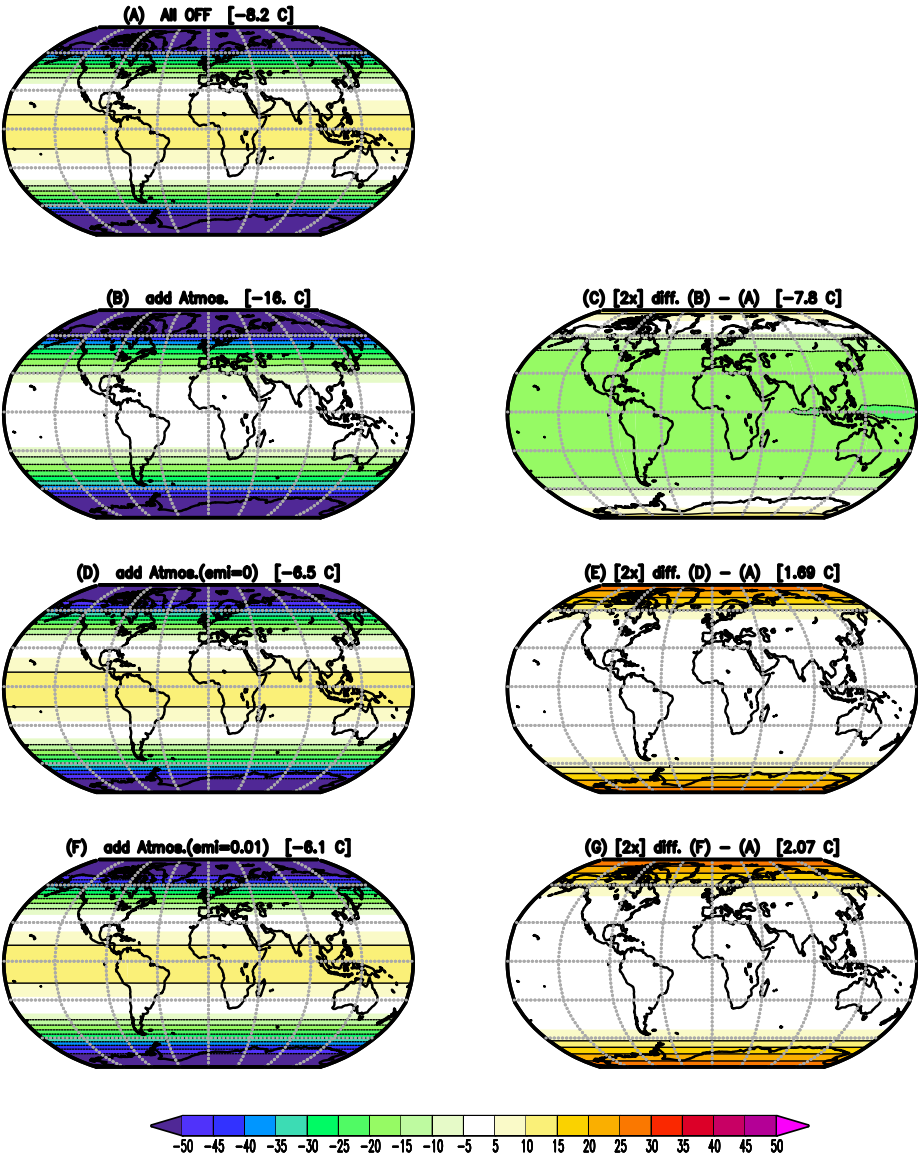 (A) All OFF [-8.2 C]
(B) add Atmos. [-16. C]
(C) [2x] diff. (B) - (A) [-7.8 C]
(D) add Atmos.(emi=0) [-6.5 C]
(E) [2x] diff. (D) - (A) [1.69 C]
(F) add Atmos.(emi=0.01) [-6.1 C]
(G) [2x] diff. (F) - (A) [2.07 C]
-50 -45 -40 -35 -30 -25 -20 -15 -10 -5 5 10 15 20 25 30 35 40 45 50